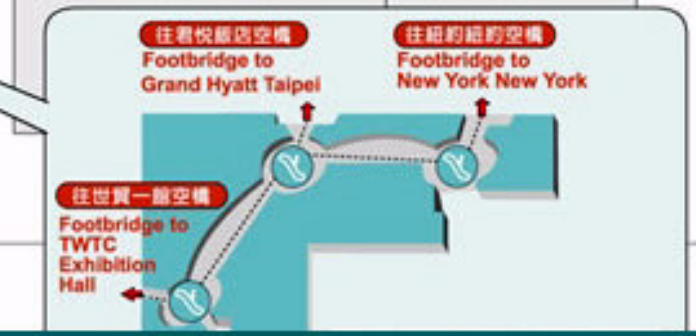 往君悅飯店空橋
Footbridge to
Grand Hyatt Taipei
往紐約紐約空橋
Footbridge to
New York New York
往世貿一館空橋
Footbridge to
TWTC
Exhibition
Hall